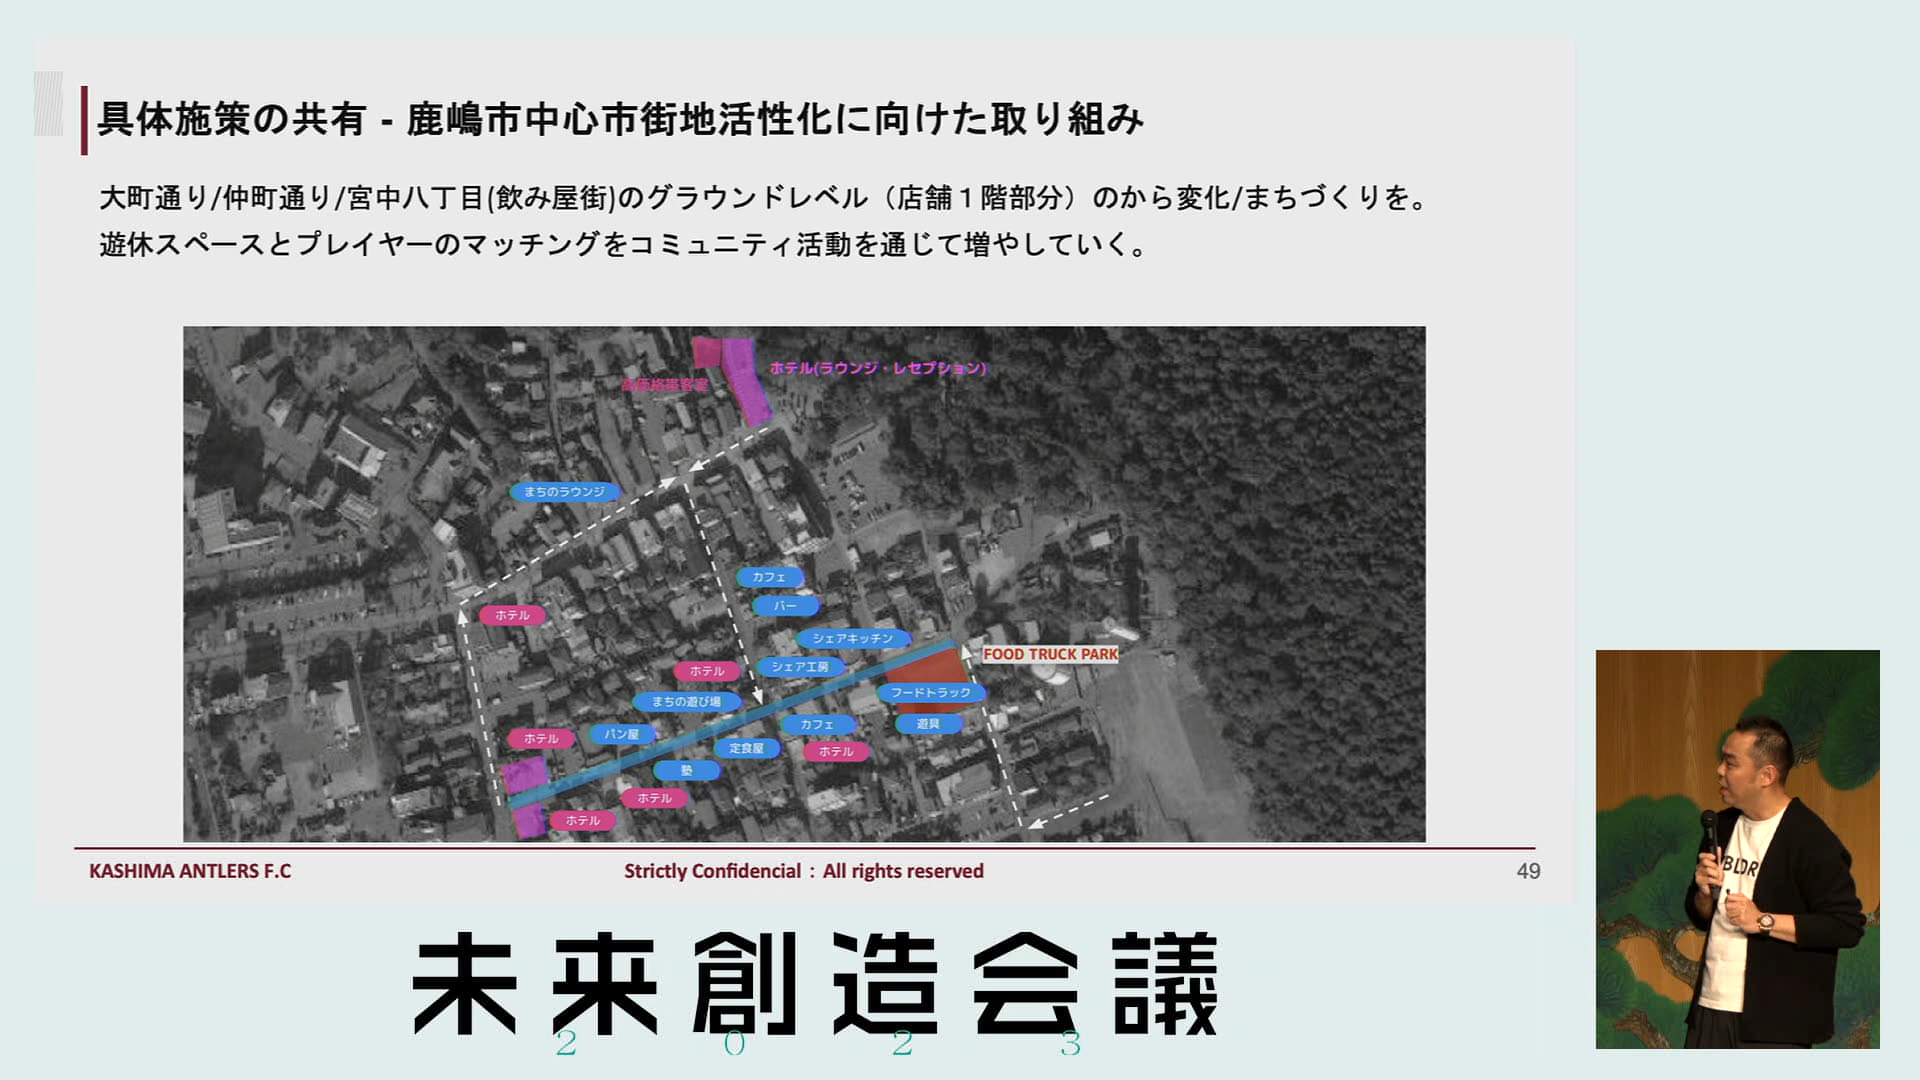 具体施策の共有 - 鹿嶋市中心市街地活性化に向けた取り組み
大町通り/仲町通り/宮中八丁目(飲み屋街)のグラウンドレベル（店舗１階部分）のから変化/まちづくりを。
遊休スペースとプレイヤーのマッチングをコミュニティ活動を通じて増やしていく。
ホテル(ラウンジ・レセプション)
高価格帯客室
まちのラウンジ
カフェ
バー
ホテル
シェアキッチン
FOOD TRUCK PARK
シェア工房
ホテル
フードトラック
まちの遊び場
カフェ
遊具
パン屋
ホテル
定食屋
ホテル
塾
ホテル
ホテル
KASHIMA ANTLERS F.C
Strictly Confidencial：All rights reserved
49
BLDR
未来創造会議
2023